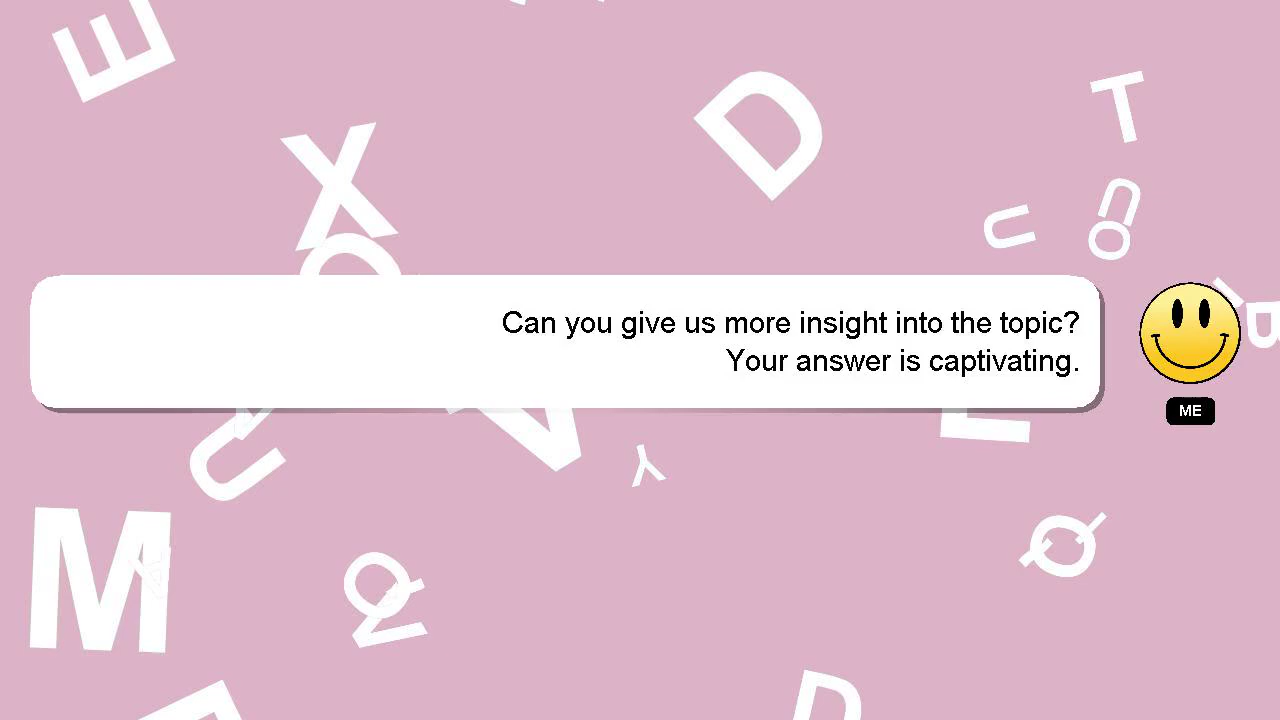 Can you give us more insight into the topic?
Your answer is captivating.
ME
E
X
D
T
U
U
O
B
U
V
Y
L
M
Q
Z
Q
D